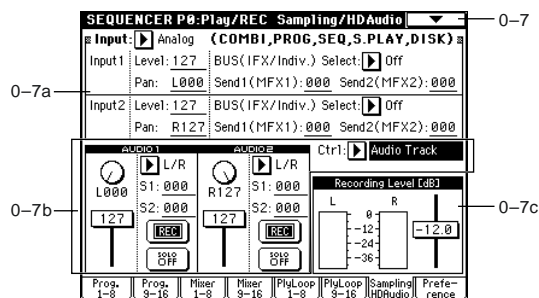 SEQUENCER P0:Play/REC Sampling/HDAudio
0–7
Input: Analog (COMBI,PROG,SEQ,S.PLAY,DISK)
Input1 Level: 127 BUS(IFX/Indiv.) Select: Off
Pan: L000 Send1(MFX1): 000 Send2(MFX2): 000
0–7a
Input2 Level: 127 BUS(IFX/Indiv.) Select: Off
Pan: R127 Send1(MFX1): 000 Send2(MFX2): 000
AUDIO1 AUDIO2 Ctrl: Audio Track
L/R L/R
L000 S1: 000 R127 S1: 000 Recording Level [dB]
S2: 000 S2: 000 L R
0–7b
127 127 0 0–7c
REC REC -12 -12.0
-24
SOLO OFF SOLO OFF -36
Prog. 1–8 Prog. 9–16 Mixer 1–8 Mixer 9–16 PlyLoop 1–8 PlyLoop 9–16 Sampling HDAudio Prefe- rence